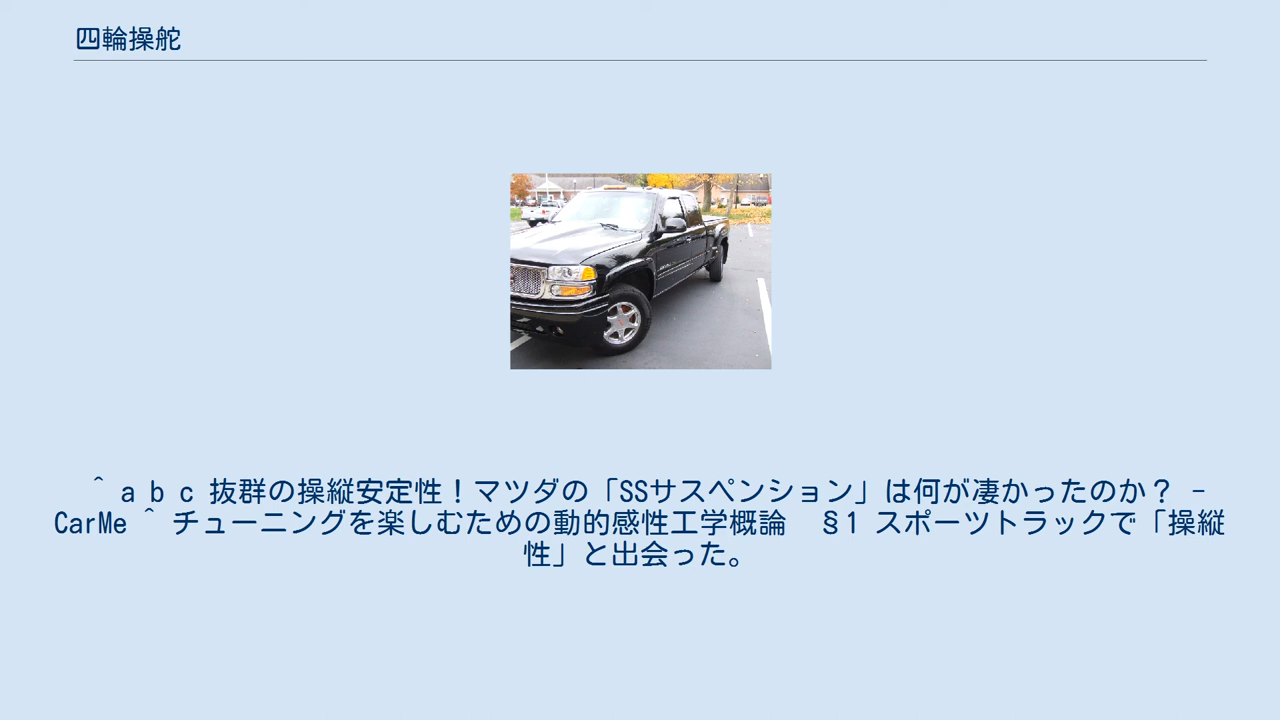 四輪操舵
^ a b c 抜群の操縦安定性！マツダの「SSサスペンション」は何が凄かったのか？ -
CarMe ^ チューニングを楽しむための動的感性工学概論　§1 スポーツトラックで「操縦
性」と出会った。